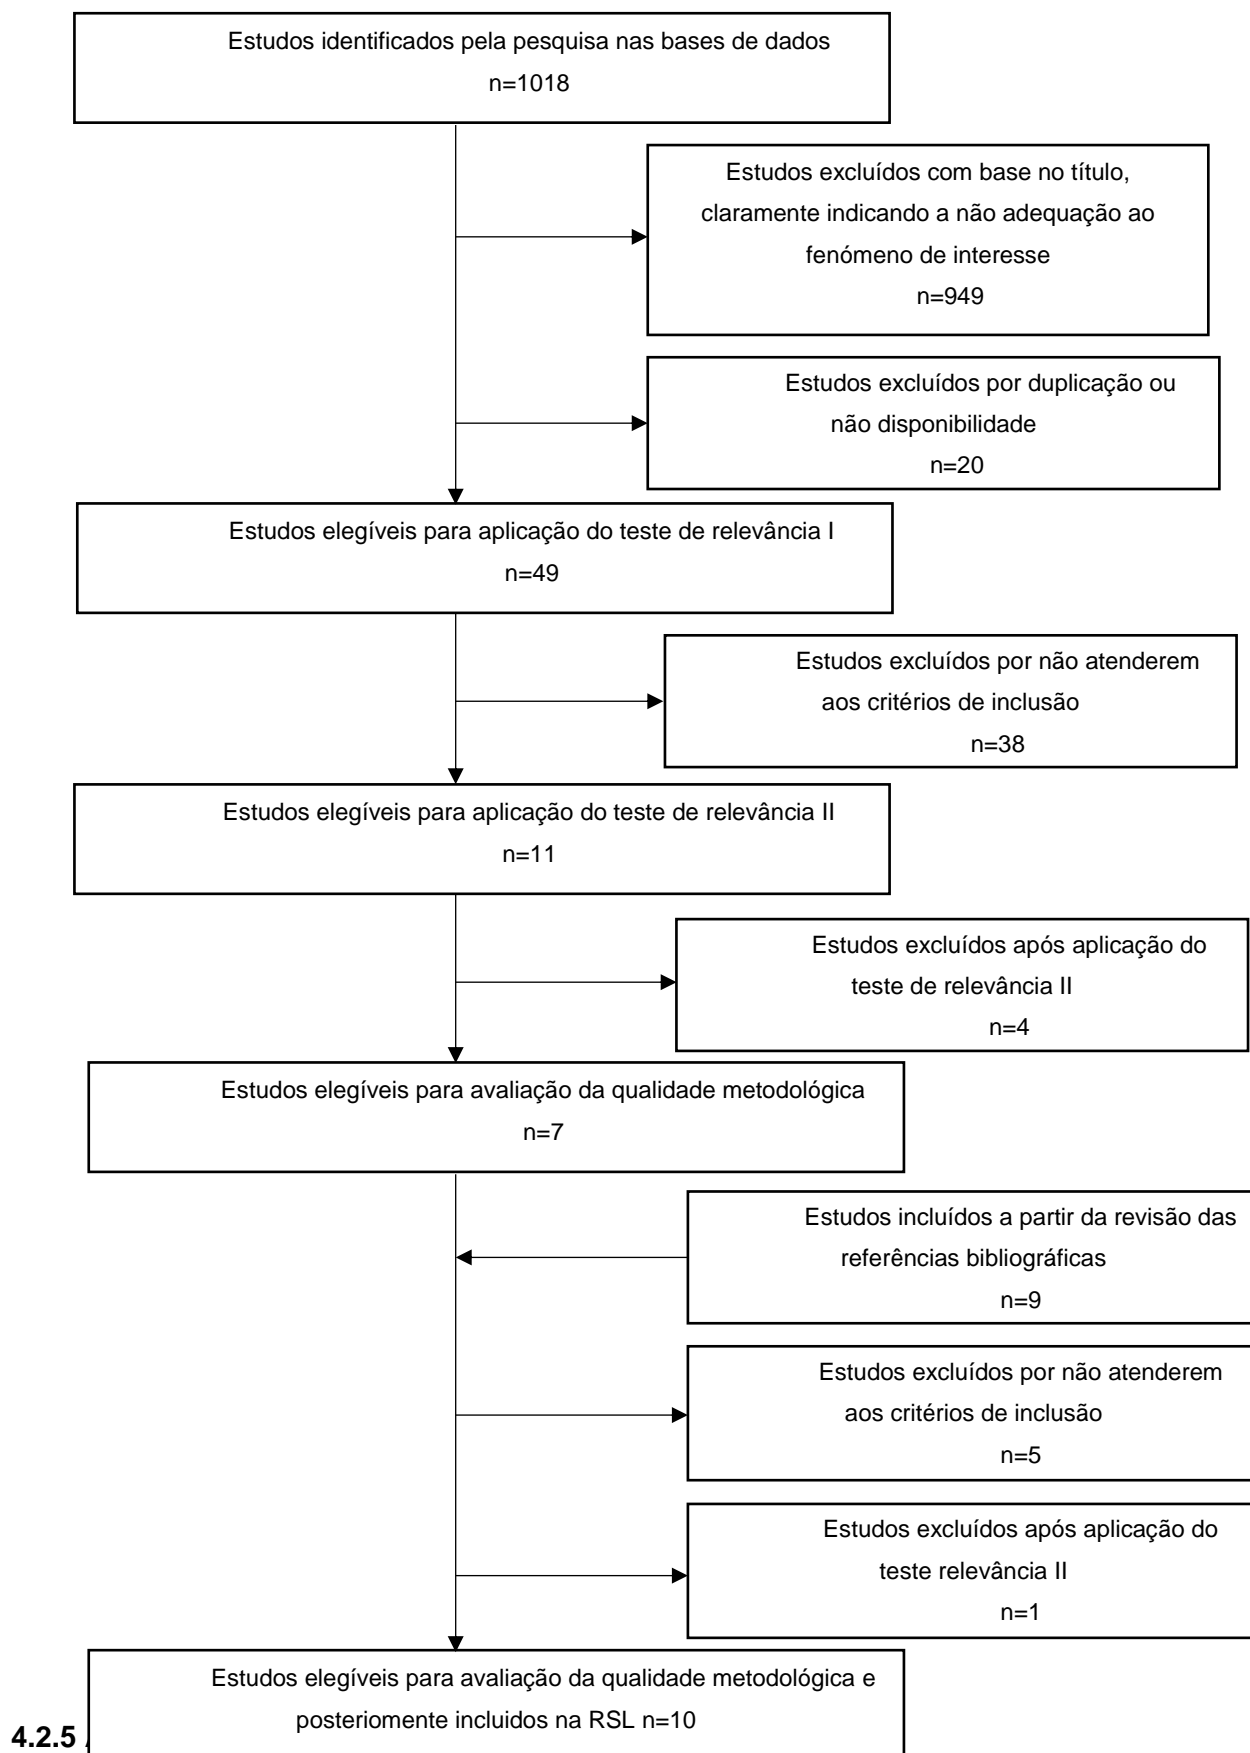 Estudos identificados pela pesquisa nas bases de dados
n=1018
Estudos excluídos com base no título,
claramente indicando a não adequação ao
fenómeno de interesse
n=949
Estudos excluídos por duplicação ou
não disponibilidade
n=20
Estudos elegíveis para aplicação do teste de relevância I
n=49
Estudos excluídos por não atenderem
aos critérios de inclusão
n=38
Estudos elegíveis para aplicação do teste de relevância II
n=11
Estudos excluídos após aplicação do
teste de relevância II
n=4
Estudos elegíveis para avaliação da qualidade metodológica
n=7
Estudos incluídos a partir da revisão das
referências bibliográficas
n=9
Estudos excluídos por não atenderem
aos critérios de inclusão
n=5
Estudos excluídos após aplicação do
teste relevância II
n=1
Estudos elegíveis para avaliação da qualidade metodológica e
posteriomente incluidos na RSL n=10
4.2.5